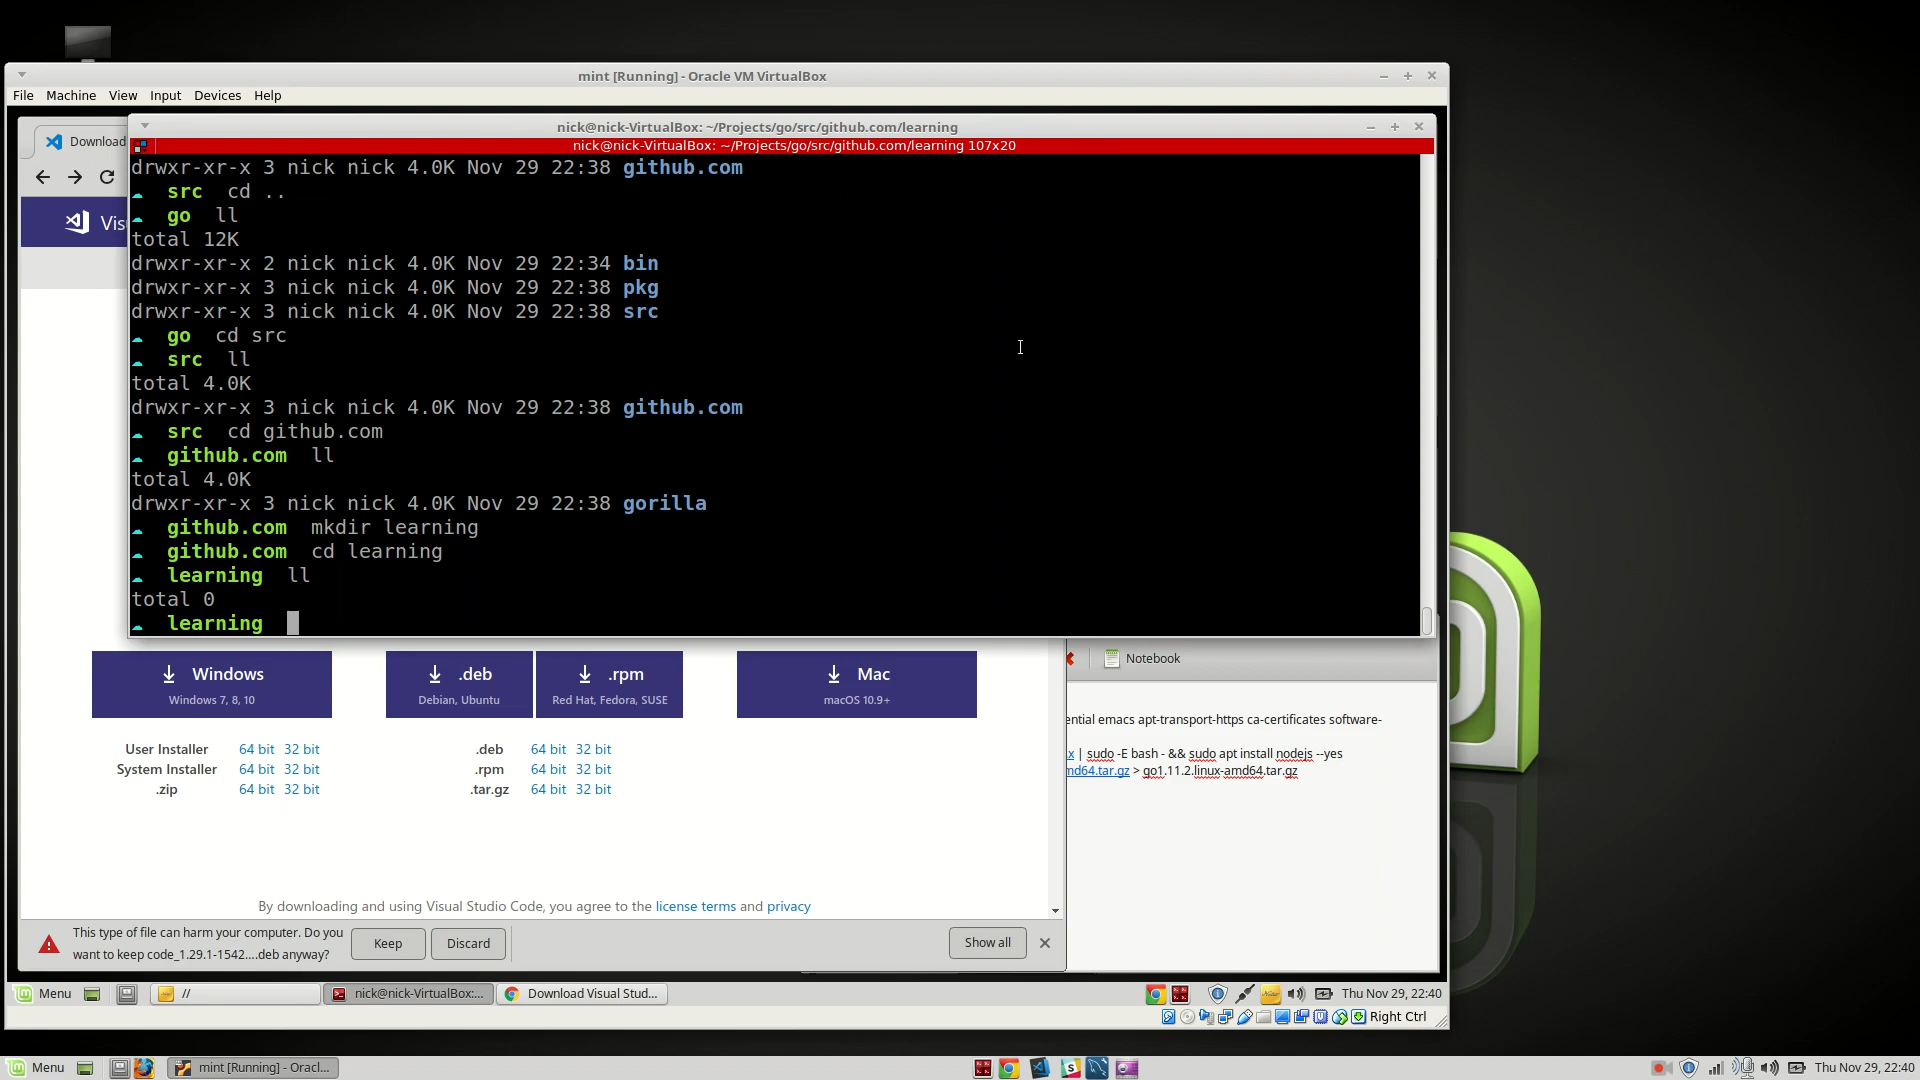 mint [Running] - Oracle VM VirtualBox
File Machine View Input Devices Help
Download
nick@nick-VirtualBox: ~/Projects/go/src/github.com/learning
nick@nick-VirtualBox: ~/Projects/go/src/github.com/learning 107x20
Vis
drwxr-xr-x 3 nick nick 4.0K Nov 29 22:38 github.com
src cd ..
go ll
total 12K
drwxr-xr-x 2 nick nick 4.0K Nov 29 22:34 bin
drwxr-xr-x 3 nick nick 4.0K Nov 29 22:38 pkg
drwxr-xr-x 3 nick nick 4.0K Nov 29 22:38 src
go cd src
src ll
total 4.0K
drwxr-xr-x 3 nick nick 4.0K Nov 29 22:38 github.com
src cd github.com
github.com ll
total 4.0K
drwxr-xr-x 3 nick nick 4.0K Nov 29 22:38 gorilla
github.com mkdir learning
github.com cd learning
learning ll
total 0
learning
Windows
Windows 7, 8, 10
.deb
Debian, Ubuntu
.rpm
Red Hat, Fedora, SUSE
Mac
macOS 10.9+
User Installer 64 bit 32 bit
System Installer 64 bit 32 bit
.zip 64 bit 32 bit
.deb 64 bit 32 bit
.rpm 64 bit 32 bit
.tar.gz 64 bit 32 bit
Notebook
ential emacs apt-transport-https ca-certificates software-
x | sudo -E bash - && sudo apt install nodejs --yes
md64.tar.gz > go1.11.2.linux-amd64.tar.gz
By downloading and using Visual Studio Code, you agree to the license terms and privacy
This type of file can harm your computer. Do you
want to keep code_1.29.1-1542....deb anyway?
Keep
Discard
Show all
Menu
//
nick@nick-VirtualBox:...
Download Visual Stud...
Thu Nov 29, 22:40
Right Ctrl
Menu
mint [Running] - Oracl...
Thu Nov 29, 22:40